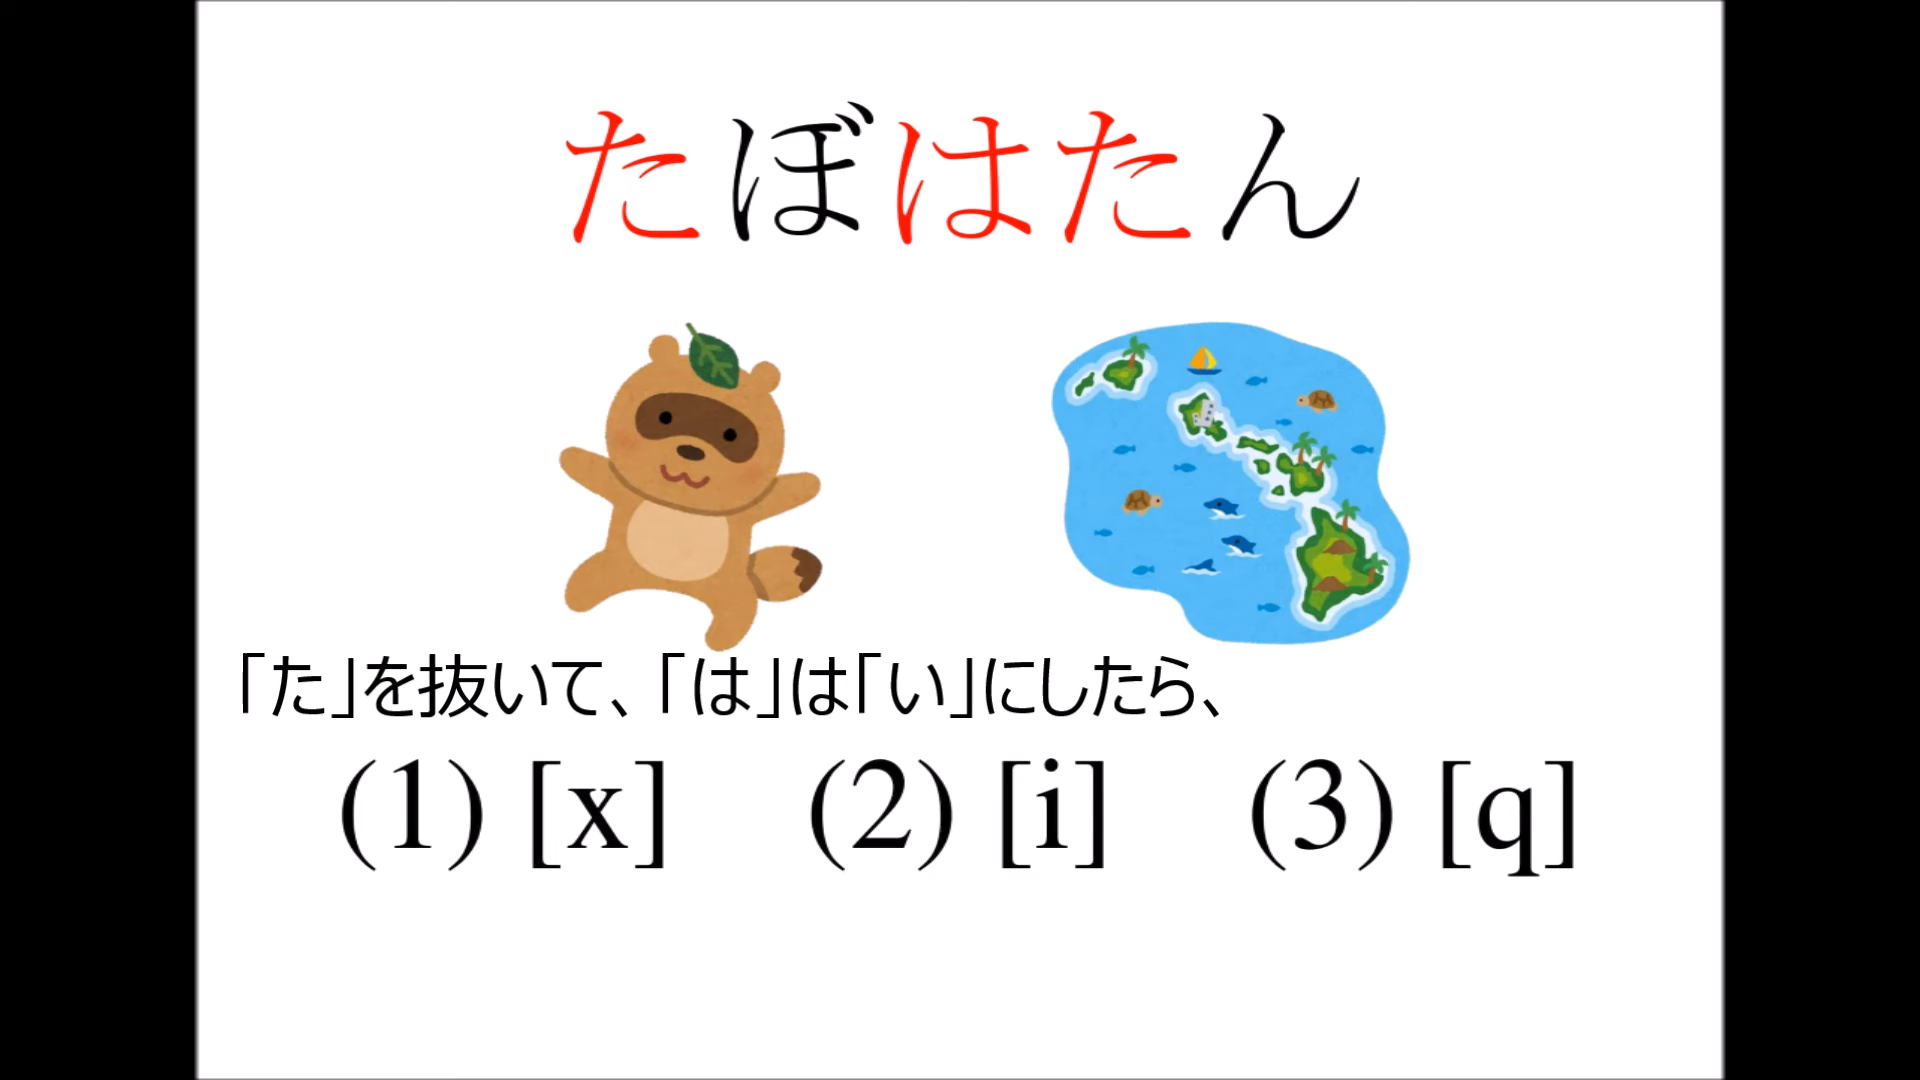 たぼはたん
「た」を抜いて、「は」は「い」にしたら、
(1) [x] (2) [i] (3) [q]